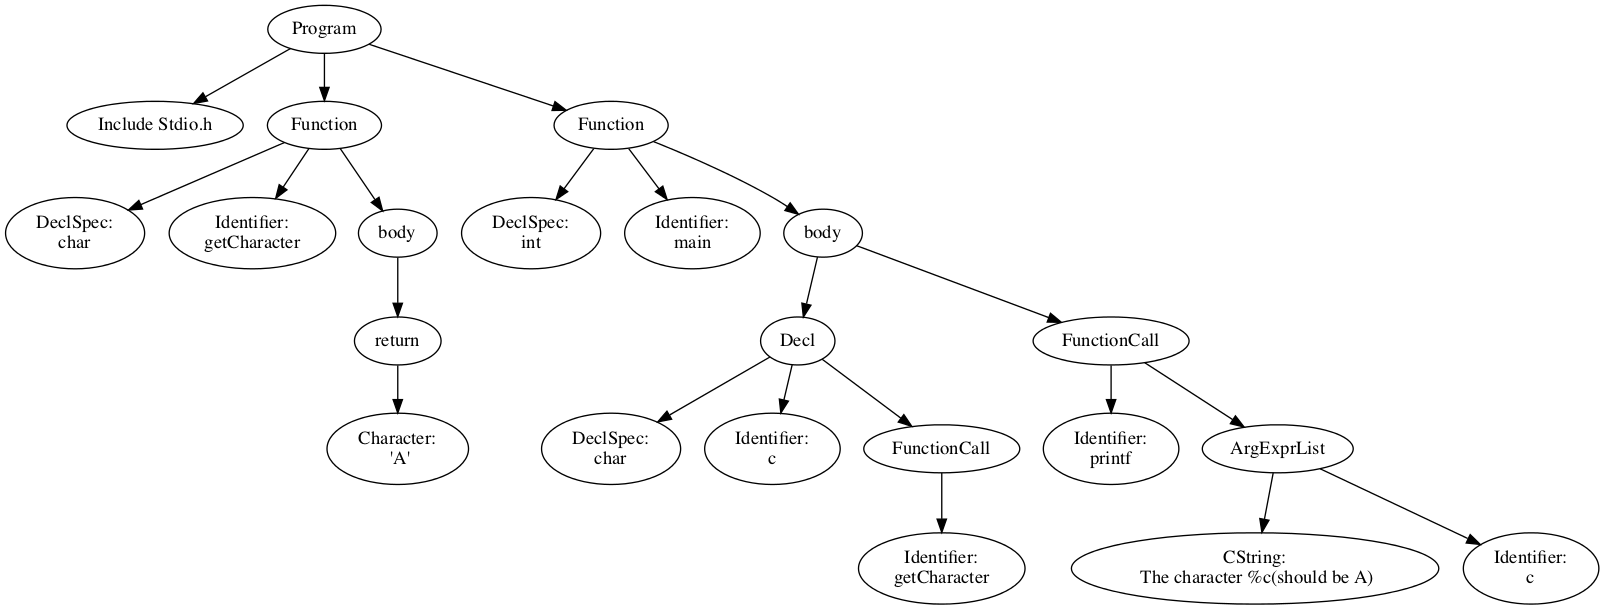 Program
Include Stdio.h
Function
Function
DeclSpec:
char
Identifier:
getCharacter
body
DeclSpec:
int
Identifier:
main
body
return
Decl
FunctionCall
Character:
'A'
DeclSpec:
char
Identifier:
c
FunctionCall
Identifier:
printf
ArgExprList
Identifier:
getCharacter
CString:
The character %c(should be A)
Identifier:
c